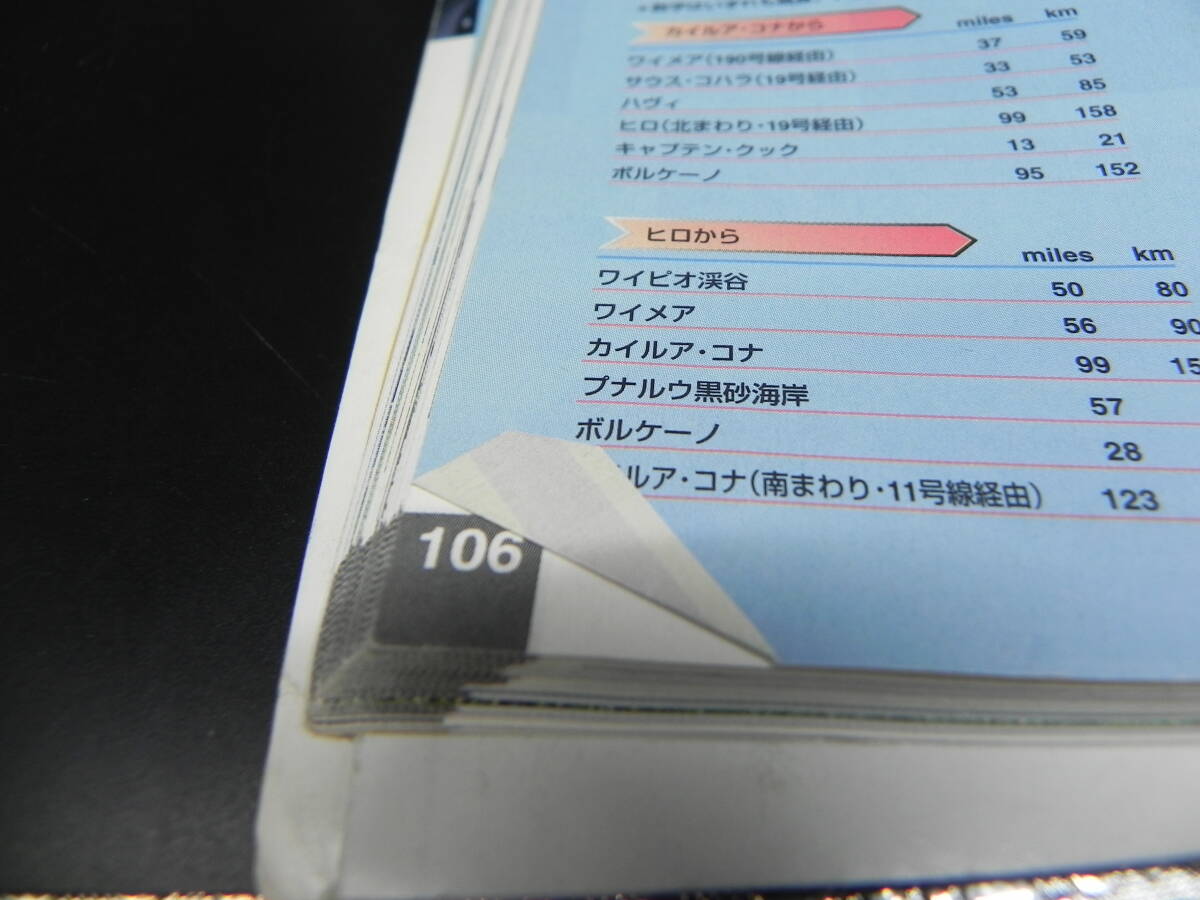 カイルア・コナから miles km
ワイメア(190号線経由) 37 59
サウス・コハラ(19号経由) 33 53
ハヴィ 53 85
ヒロ(北まわり・19号経由) 99 158
キャプテン・クック 13 21
ボルケーノ 95 152
ヒロから miles km
ワイピオ渓谷 50 80
ワイメア 56 90
カイルア・コナ 99 15
プナルウ黒砂海岸 57
ボルケーノ 28
ルア・コナ(南まわり・11号線経由) 123
106